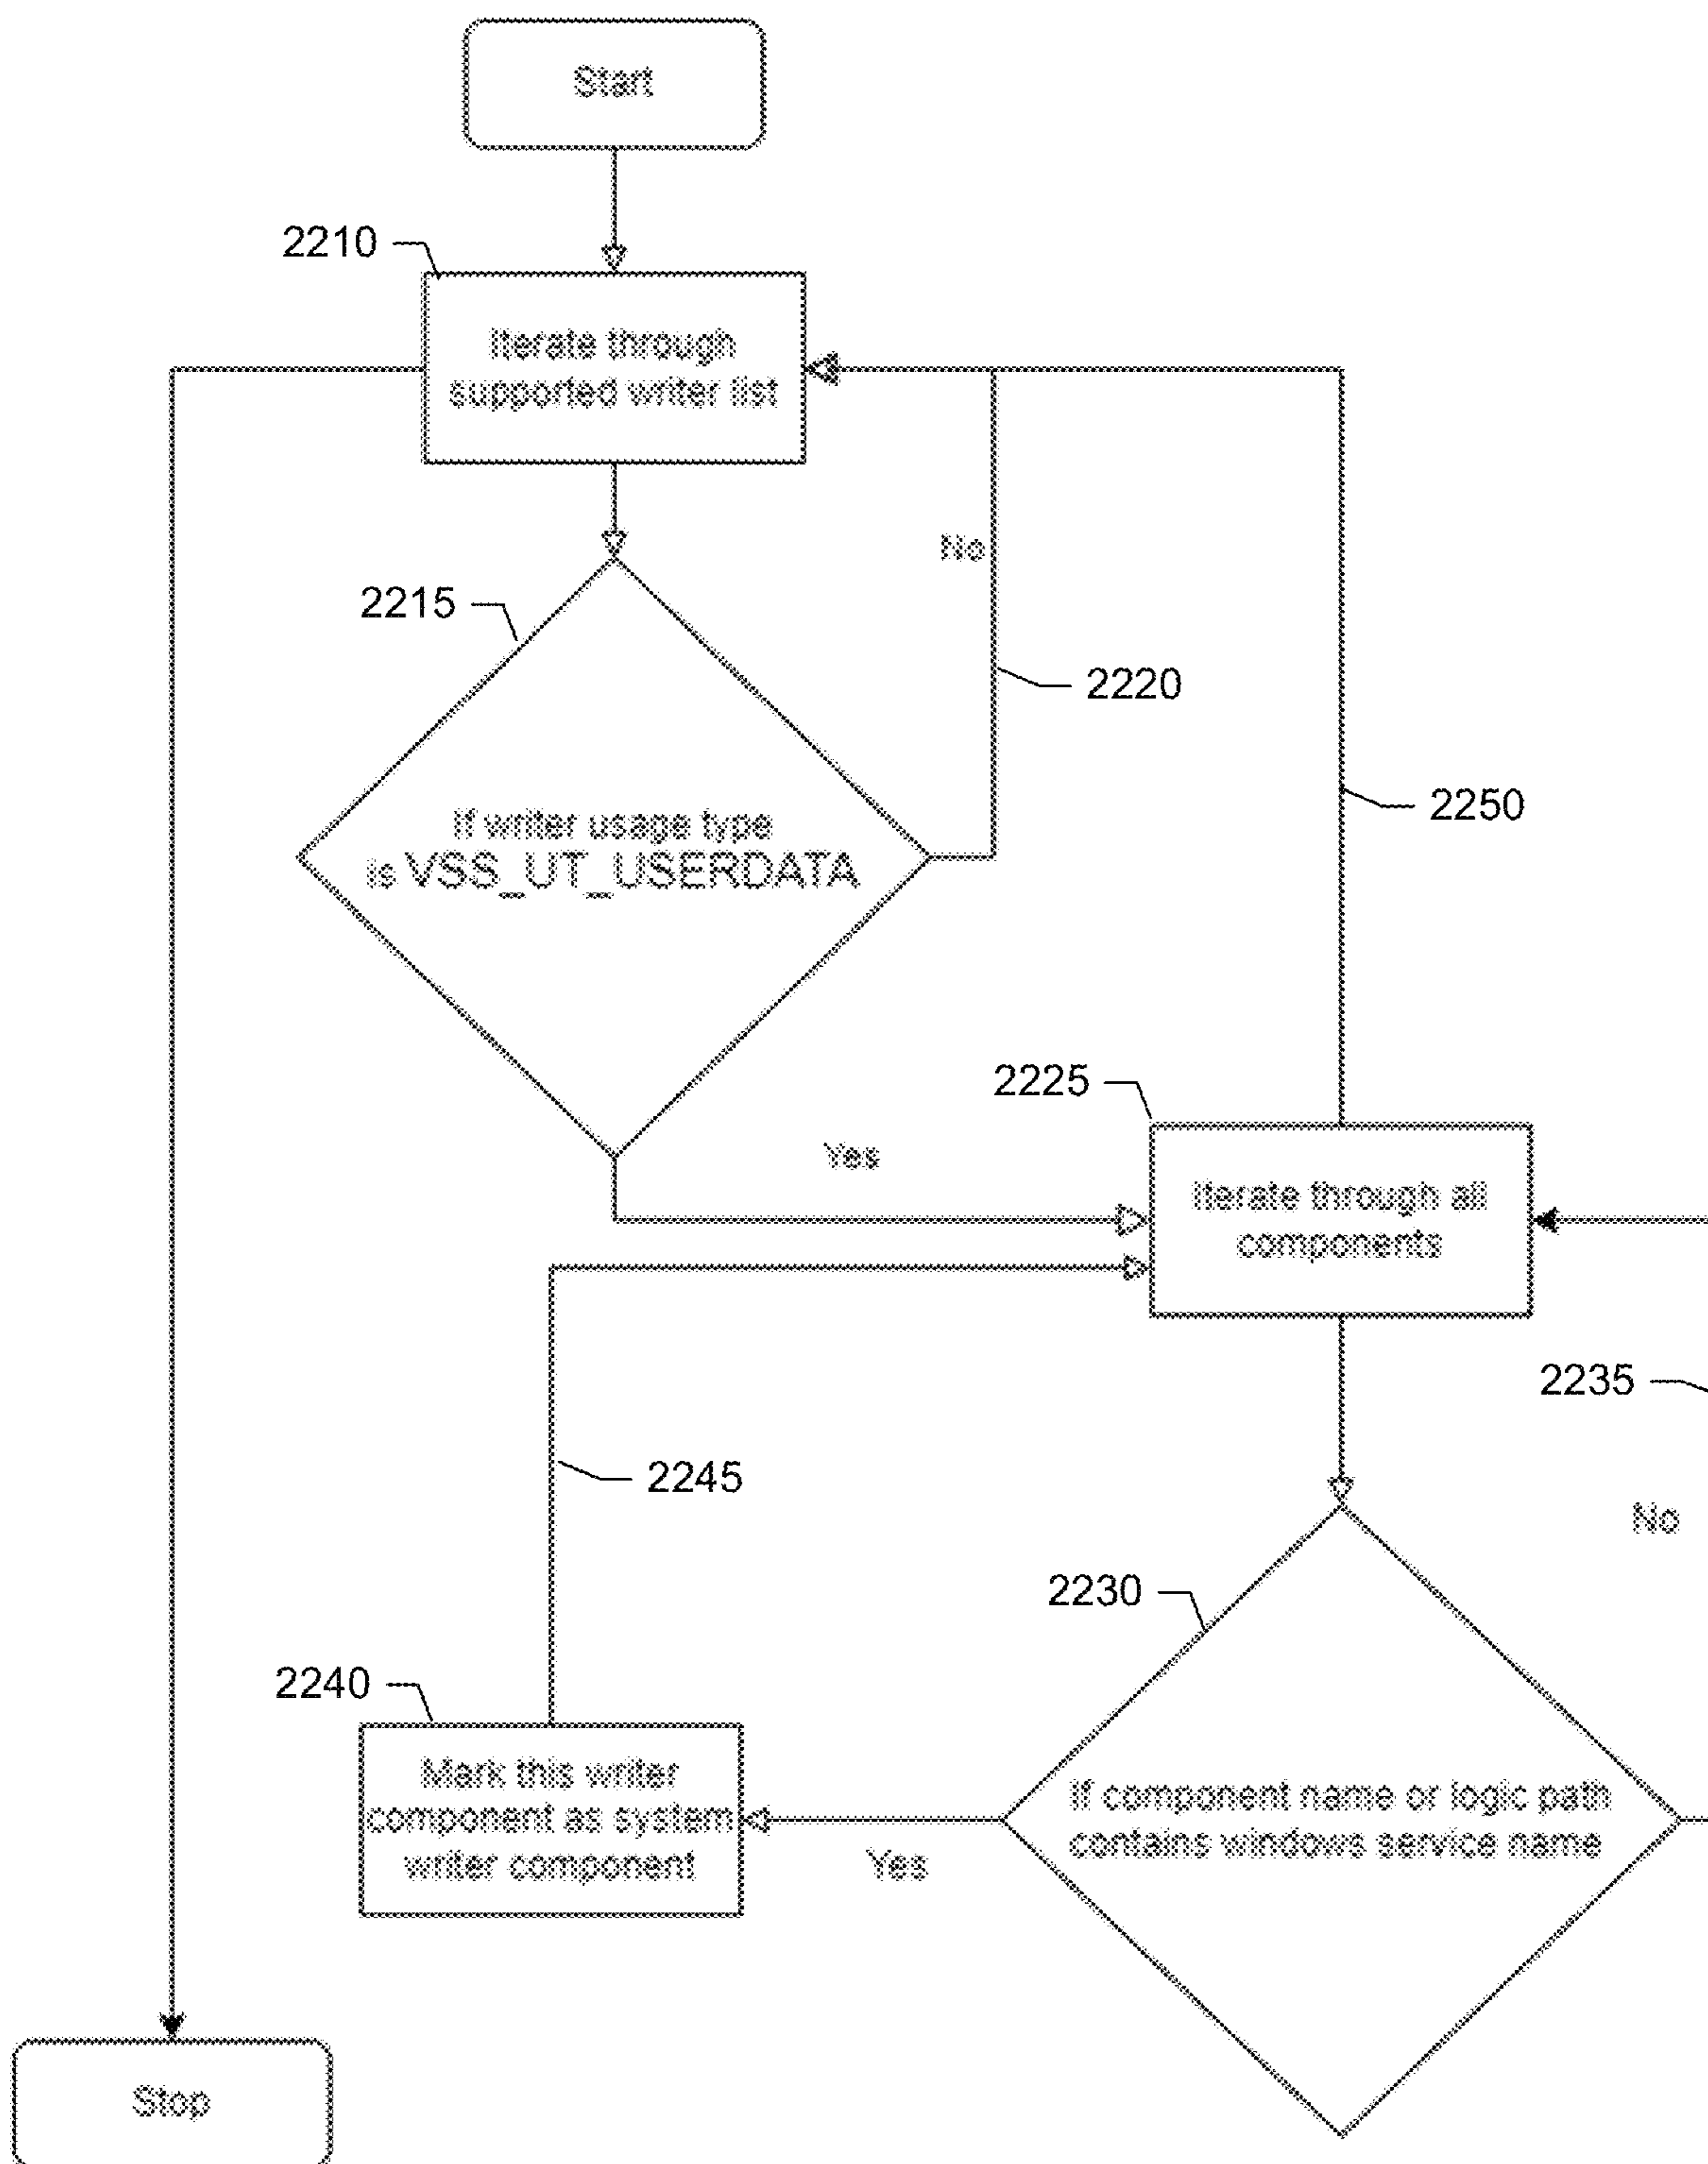 Start
2210
Iterate through
supported writer list
No
2215
2220
If writer usage type
is VSS_UT_USERDATA
2250
2225
Yes
Iterate through all
components
2235
2245
No
2230
2240
Mark this writer
component as system
writer component
If component name or logic path
contains windows service name
Yes
Stop